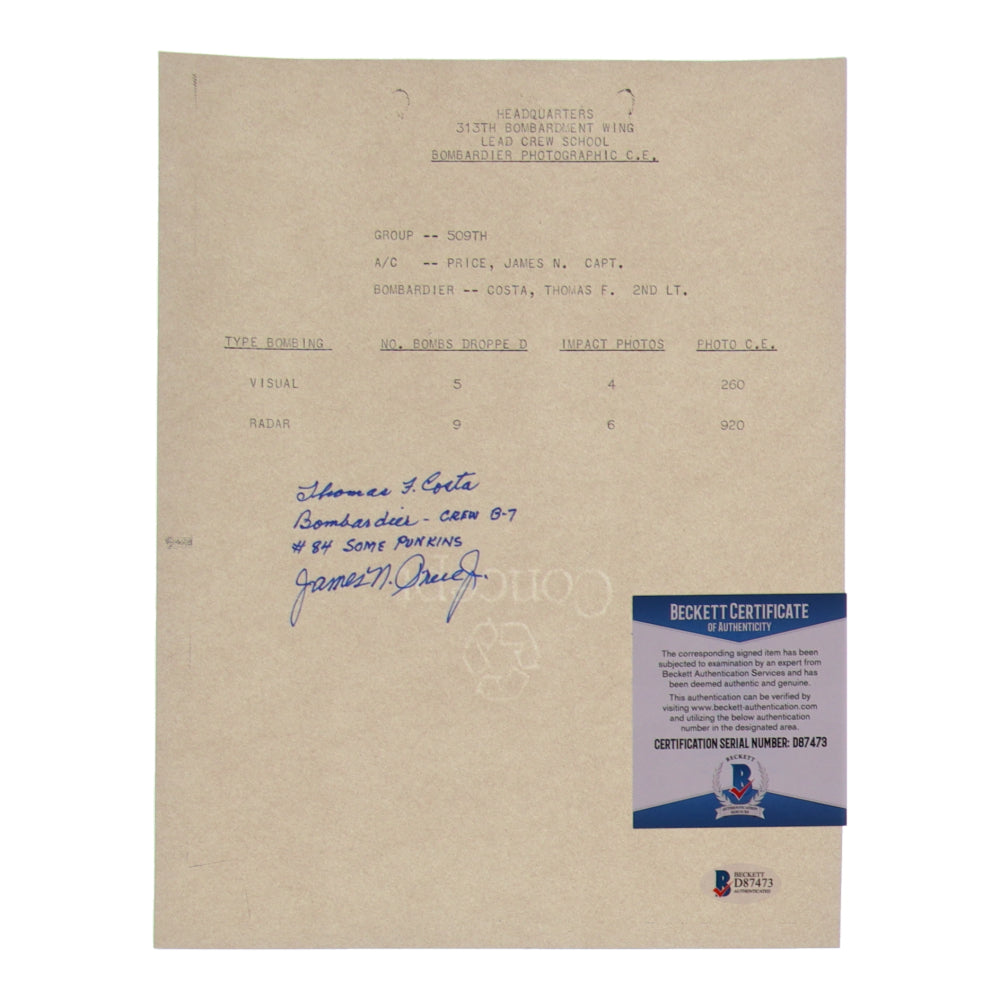 HEADQUARTERS
313TH BOMBARDMENT WING
LEAD CREW SCHOOL
BOMBARDIER PHOTOGRAPHIC C.E.
GROUP -- 509TH
A/C -- PRICE, JAMES N. CAPT.
BOMBARDIER -- COSTA, THOMAS F. 2ND LT.
TYPE BOMBING NO. BOMBS DROPPE D IMPACT PHOTOS PHOTO C.E.
VISUAL 5 4 260
RADAR 9 6 920
Thomas F. Costa
Bombardier - CREW B-7
# 84 SOME PUNKINS
James N. Price Jr.
BECKETT CERTIFICATE
OF AUTHENTICITY
The corresponding signed item has been
subjected to examination by an expert from
Beckett Authentication Services and has
been deemed authentic and genuine.
This authentication can be verified by
visiting www.beckett-authentication.com
and utilizing the below authentication
number in the designated area.
CERTIFICATION SERIAL NUMBER: D87473
BECKETT
B
AUTHENTICATION
SERVICES
B
BECKETT
D87473
AUTHENTICATED